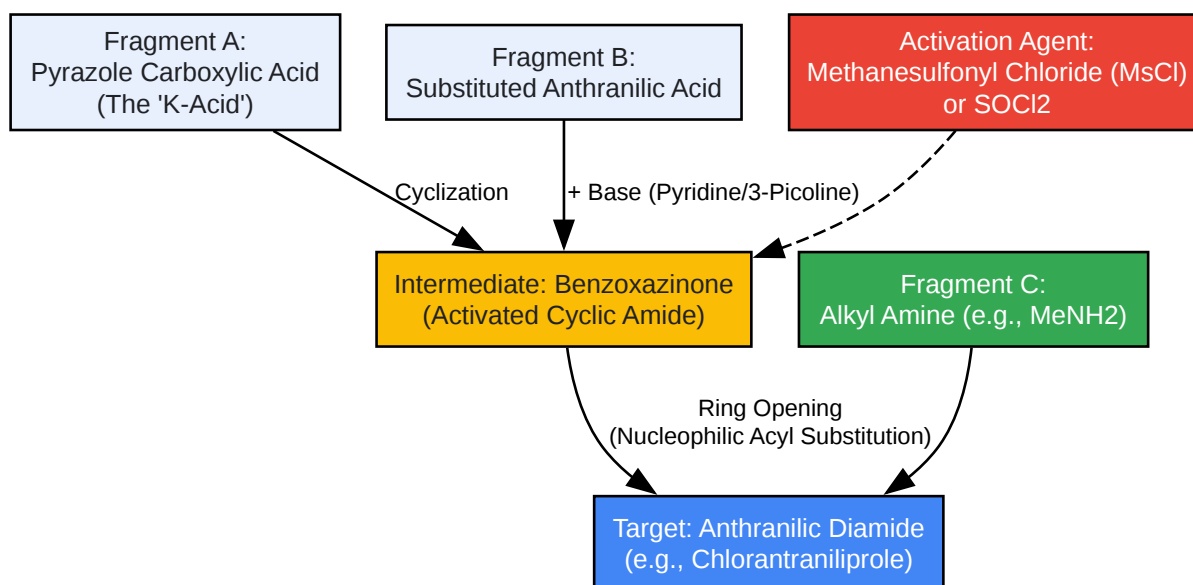 Fragment A:
Pyrazole Carboxylic Acid
(The 'K-Acid')
Fragment B:
Substituted Anthranilic Acid
Activation Agent:
Methanesulfonyl Chloride (MsCl)
or SOCl2
Cyclization
+ Base (Pyridine/3-Picoline)
Intermediate: Benzoxazinone
(Activated Cyclic Amide)
Fragment C:
Alkyl Amine (e.g., MeNH2)
Ring Opening
(Nucleophilic Acyl Substitution)
Target: Anthranilic Diamide
(e.g., Chlorantraniliprole)